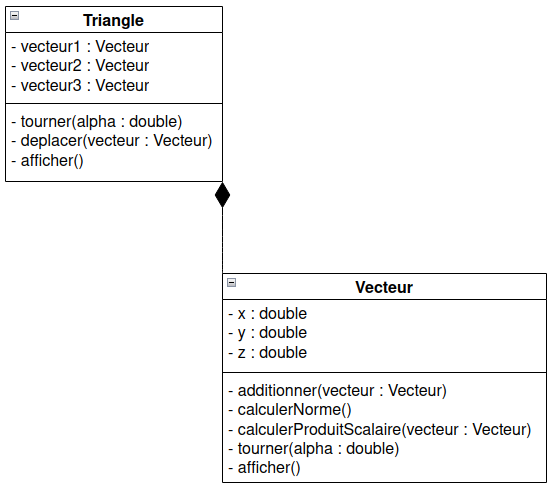 Triangle
- vecteur1 : Vecteur
- vecteur2 : Vecteur
- vecteur3 : Vecteur
- tourner(alpha : double)
- deplacer(vecteur : Vecteur)
- afficher()
Vecteur
- x : double
- y : double
- z : double
- additionner(vecteur : Vecteur)
- calculerNorme()
- calculerProduitScalaire(vecteur : Vecteur)
- tourner(alpha : double)
- afficher()